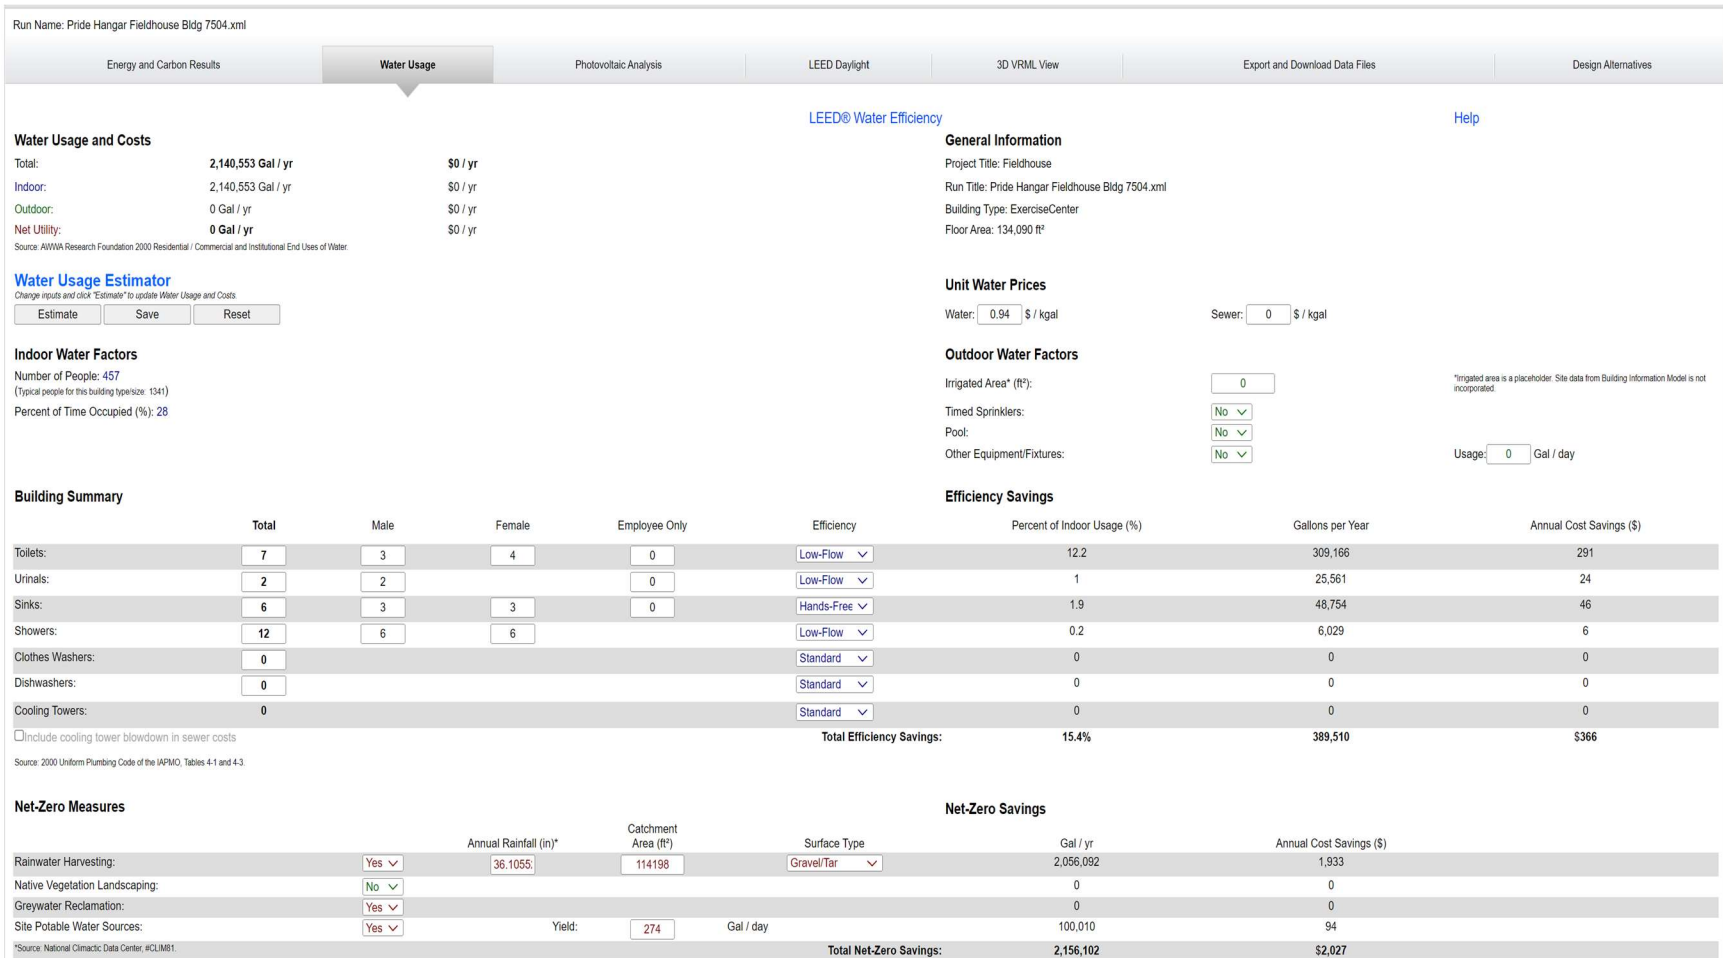 Run Name: Pride Hangar Fieldhouse Bldg 7504.xml
Energy and Carbon Results Water Usage Photovoltaic Analysis LEED Daylight 3D VRML View Export and Download Data Files Design Alternatives
LEED® Water Efficiency Help
Water Usage and Costs General Information
Total: 2,140,553 Gal / yr $0 / yr Project Title: Fieldhouse
Indoor: 2,140,553 Gal / yr $0 / yr Run Title: Pride Hangar Fieldhouse Bldg 7504.xml
Outdoor: 0 Gal / yr $0 / yr Building Type: ExerciseCenter
Net Utility: 0 Gal / yr $0 / yr Floor Area: 134,090 ft²
Source: AWWA Research Foundation 2000 Residential / Commercial and Institutional End Uses of Water.
Water Usage Estimator Unit Water Prices
Change inputs and click "Estimate" to update Water Usage and Costs
Estimate Save Reset Water: 0.94 $ / kgal Sewer: 0 $ / kgal
Indoor Water Factors Outdoor Water Factors
Number of People: 457
(Typical people for this building type/size: 1341)
Irrigated Area* (ft²): 0 *Irrigated area is a placeholder. Site data from Building Information Model is not
incorporated.
Percent of Time Occupied (%): 28 Timed Sprinklers: No
Pool: No
Other Equipment/Fixtures: No Usage: 0 Gal / day
Building Summary Efficiency Savings
Total Male Female Employee Only Efficiency Percent of Indoor Usage (%) Gallons per Year Annual Cost Savings ($)
Toilets: 7 3 4 0 Low-Flow 12.2 309,166 291
Urinals: 2 2 0 Low-Flow 1 25,561 24
Sinks: 6 3 3 0 Hands-Free 1.9 48,754 46
Showers: 12 6 6 Low-Flow 0.2 6,029 6
Clothes Washers: 0 Standard 0 0 0
Dishwashers: 0 Standard 0 0 0
Cooling Towers: 0 Standard 0 0 0
Include cooling tower blowdown in sewer costs Total Efficiency Savings: 15.4% 389,510 $366
Source: 2000 Uniform Plumbing Code of the IAPMO, Tables 4-1 and 4-3.
Net-Zero Measures Net-Zero Savings
Annual Rainfall (in)* Catchment Area (ft²) Surface Type Gal / yr Annual Cost Savings ($)
Rainwater Harvesting: Yes 36.1055 114198 Gravel/Tar 2,056,092 1,933
Native Vegetation Landscaping: No 0 0
Greywater Reclamation: Yes 0 0
Site Potable Water Sources: Yes Yield: 274 Gal / day 100,010 94
*Source: National Climactic Data Center, #CLIM81. Total Net-Zero Savings: 2,156,102 $2,027